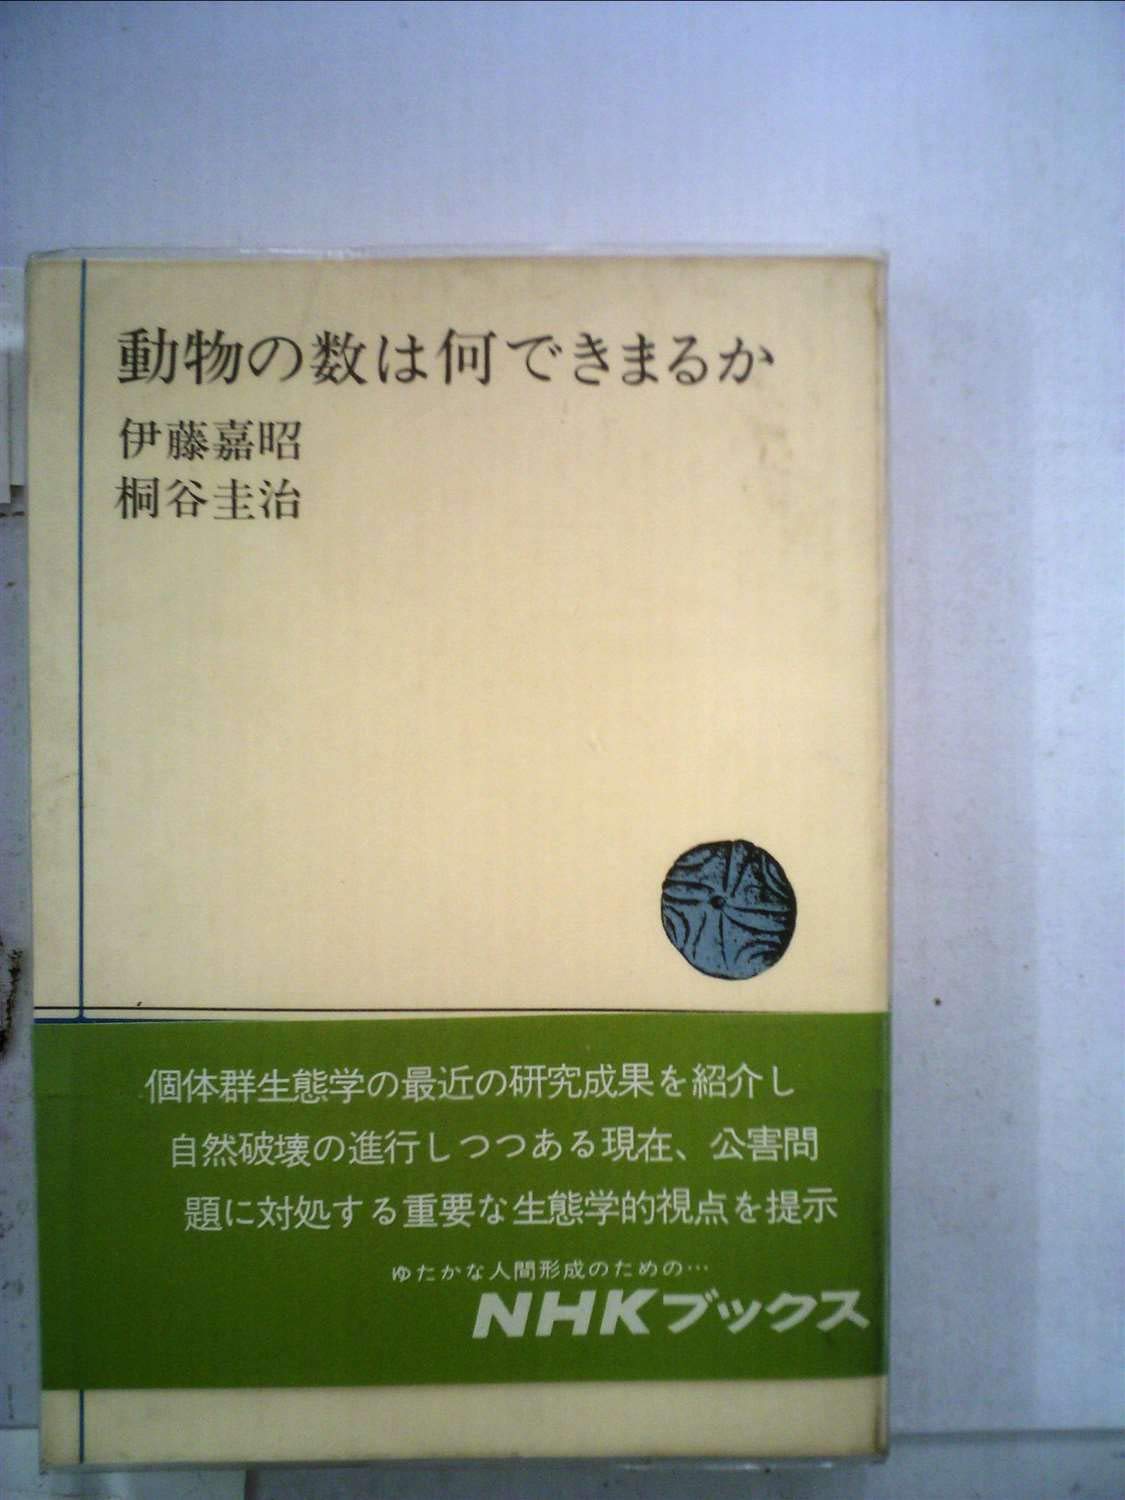 動物の数は何できまるか
伊藤嘉昭
桐谷圭治
個体群生態学の最近の研究成果を紹介し
自然破壊の進行しつつある現在、公害問
題に対処する重要な生態学的視点を提示
ゆたかな人間形成のための…
NHKブックス